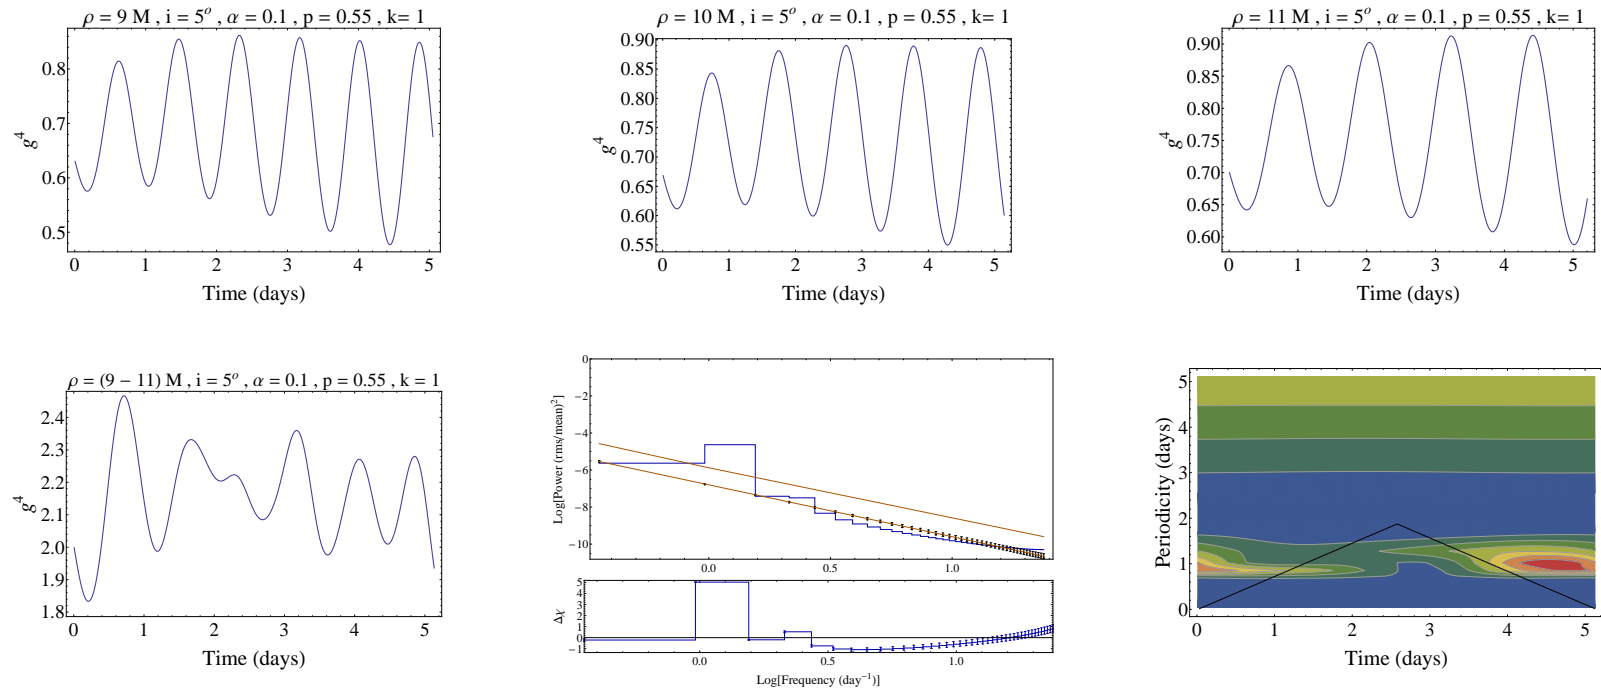 ρ = 9 M , i = 5° , α = 0.1 , p = 0.55 , k= 1
0.8
0.7
0.6
0.5
g⁴
0 1 2 3 4 5
Time (days)
ρ = 10 M , i = 5° , α = 0.1 , p = 0.55 , k= 1
0.90
0.85
0.80
0.75
0.70
0.65
0.60
0.55
g⁴
0 1 2 3 4 5
Time (days)
ρ = 11 M , i = 5° , α = 0.1 , p = 0.55 , k= 1
0.90
0.85
0.80
0.75
0.70
0.65
0.60
g⁴
0 1 2 3 4 5
Time (days)
ρ = (9 − 11) M , i = 5° , α = 0.1 , p = 0.55 , k = 1
2.4
2.3
2.2
2.1
2.0
1.9
1.8
g⁴
0 1 2 3 4 5
Time (days)
0
−2
−4
−6
−8
−10
Log[Power (rms/mean)²]
0.0 0.5 1.0
5
4
3
2
1
0
−1
Δχ
0.0 0.5 1.0
Log[Frequency (day⁻¹)]
5
4
3
2
1
0
Periodicity (days)
0 1 2 3 4 5
Time (days)